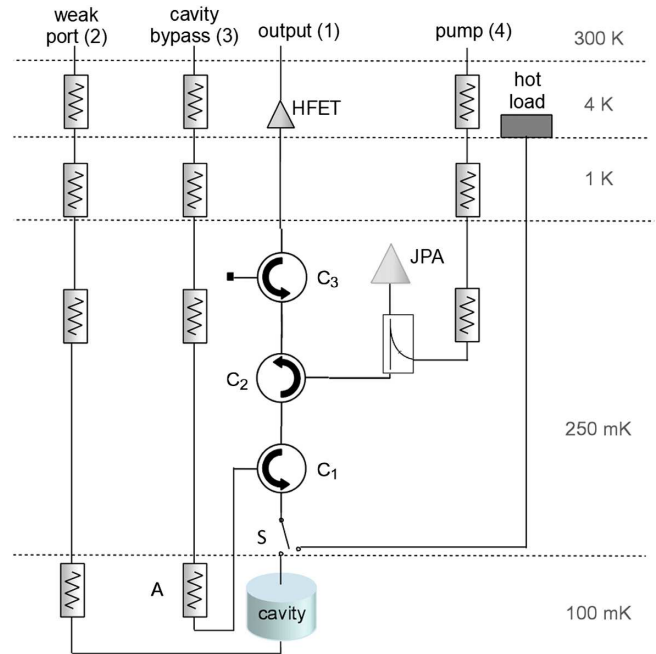 weak
port (2)
cavity
bypass (3)
output (1)
pump (4)
300 K
hot
load
HFET
4 K
1 K
C3
JPA
C2
250 mK
C1
S
A
cavity
100 mK